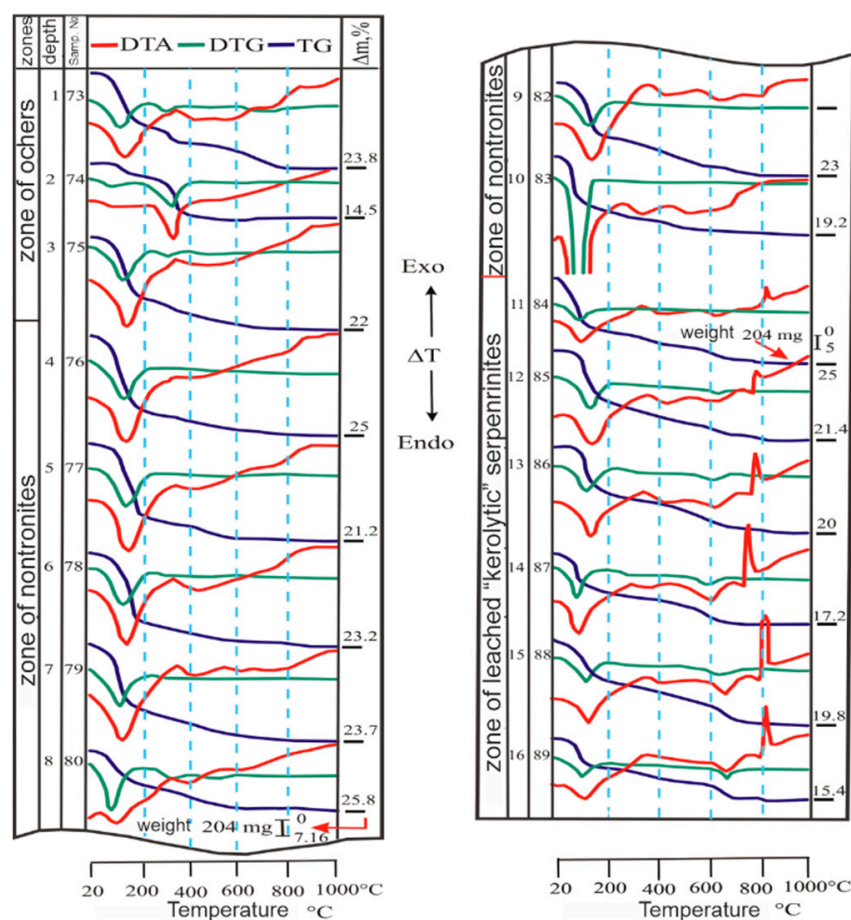 zones
depth
Samp. No
DTA DTG TG
Δm,%
zone of ochers
zone of nontronites
1 73
23.8
2 74
14.5
3 75
22
4 76
25
5 77
21.2
6 78
23.2
7 79
23.7
8 80
25.8
weight 204 mg I 0
7.16
20 200 400 600 800 1000°C
Temperature °C
Exo
ΔT
Endo
zone of nontronites
zone of leached "kerolytic" serpenrinites
9 82
23
10 83
19.2
11 84
weight 204 mg I 0
5
25
12 85
21.4
13 86
20
14 87
17.2
15 88
19.8
16 89
15.4
20 200 400 600 800 1000°C
Temperature °C